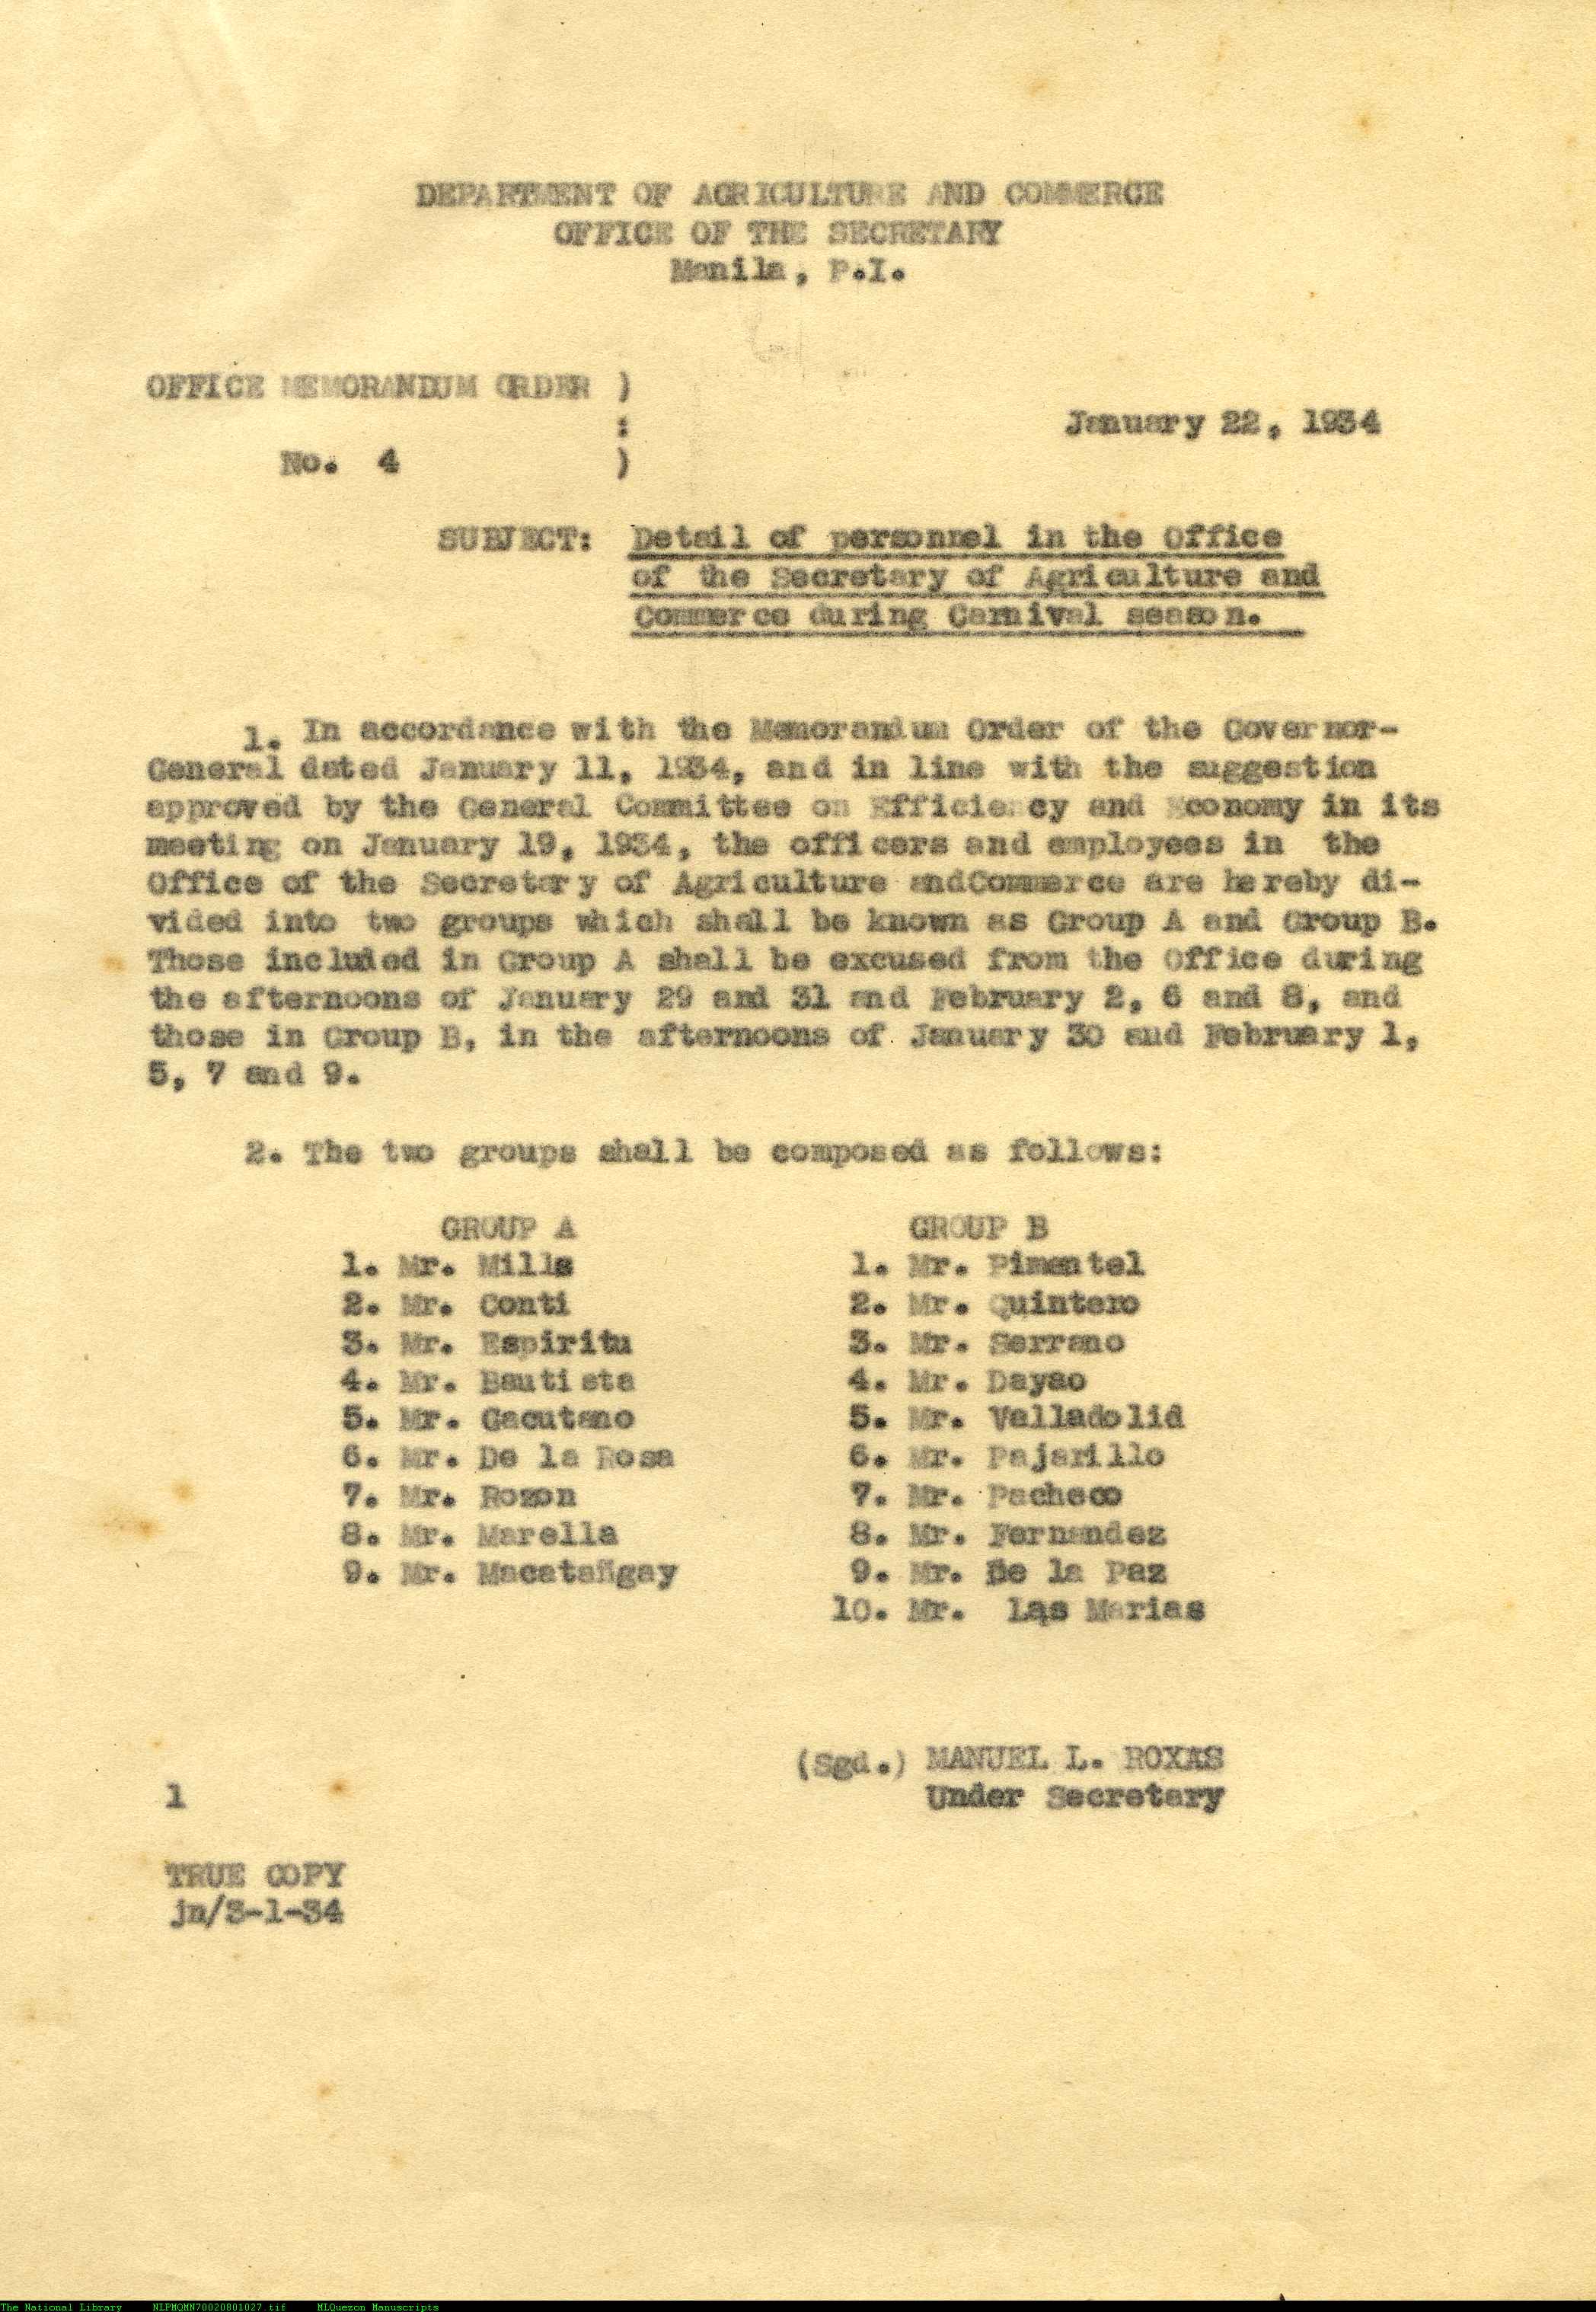 DEPARTMENT OF AGRICULTURE AND COMMERCE
OFFICE OF THE SECRETARY
Manila, P.I.
OFFICE MEMORANDUM ORDER )
:
January 22, 1934
No. 4 )
SUBJECT: Detail of personnel in the Office
of the Secretary of Agriculture and
Commerce during Carnival season.
1. In accordance with the Memorandum Order of the Governor-
General dated January 11, 1934, and in line with the suggestion
approved by the General Committee on Efficiency and Economy in its
meeting on January 19, 1934, the officers and employees in the
Office of the Secretary of Agriculture andCommerce are hereby di-
vided into two groups which shall be known as Group A and Group B.
Those included in Group A shall be excused from the Office during
the afternoons of January 29 and 31 and February 2, 6 and 8, and
those in Group B, in the afternoons of January 30 and February 1,
5, 7 and 9.
2. The two groups shall be composed as follows:
GROUP A GROUP B
1. Mr. Mills 1. Mr. Pimentel
2. Mr. Conti 2. Mr. Quintero
3. Mr. Espiritu 3. Mr. Serrano
4. Mr. Bautista 4. Mr. Dayao
5. Mr. Gacutano 5. Mr. Valladolid
6. Mr. De la Rosa 6. Mr. Pajarillo
7. Mr. 7. Mr. Pacheco
8. Mr. Marella 8. Mr. Fernandez
9. Mr. Macatañgay 9. Mr. De la Paz
10. Mr. Las Marias
(Sgd.) MANUEL L. ROXAS
1 Under Secretary
TRUE COPY
jn/3-1-34
The National Library NLPMQMN70020801027.tif MLQuezon Manuscripts